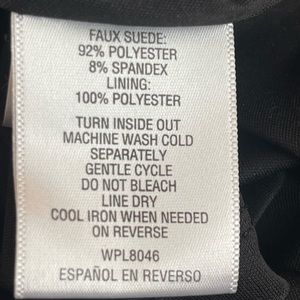 FAUX SUEDE:
92% POLYESTER
8% SPANDEX
LINING:
100% POLYESTER
TURN INSIDE OUT
MACHINE WASH COLD
SEPARATELY
GENTLE CYCLE
DO NOT BLEACH
LINE DRY
COOL IRON WHEN NEEDED
ON REVERSE
WPL8046
ESPAÑOL EN REVERSO